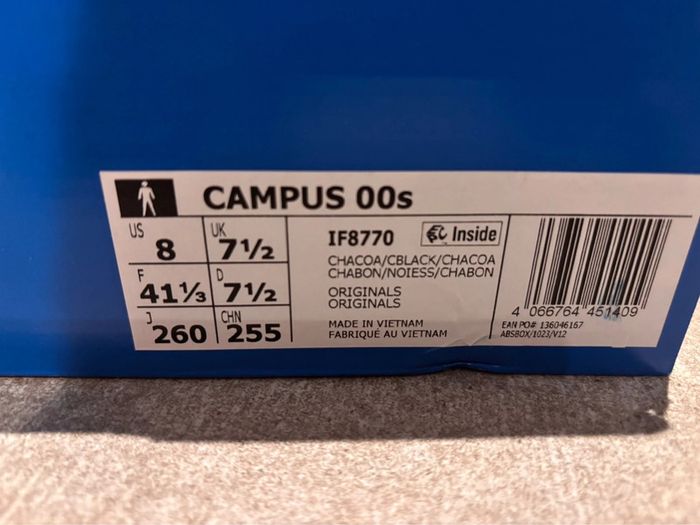 CAMPUS 00s
US 8 UK 7½
F 41⅓ D 7½
J 260 CHN 255
IF8770 Inside
CHACOA/CBLACK/CHACOA
CHABON/NOIESS/CHABON
ORIGINALS
ORIGINALS
MADE IN VIETNAM
FABRIQUÉ AU VIETNAM
4 066764 451409
EAN PO# 136046167
ABSBOX/1023/V12